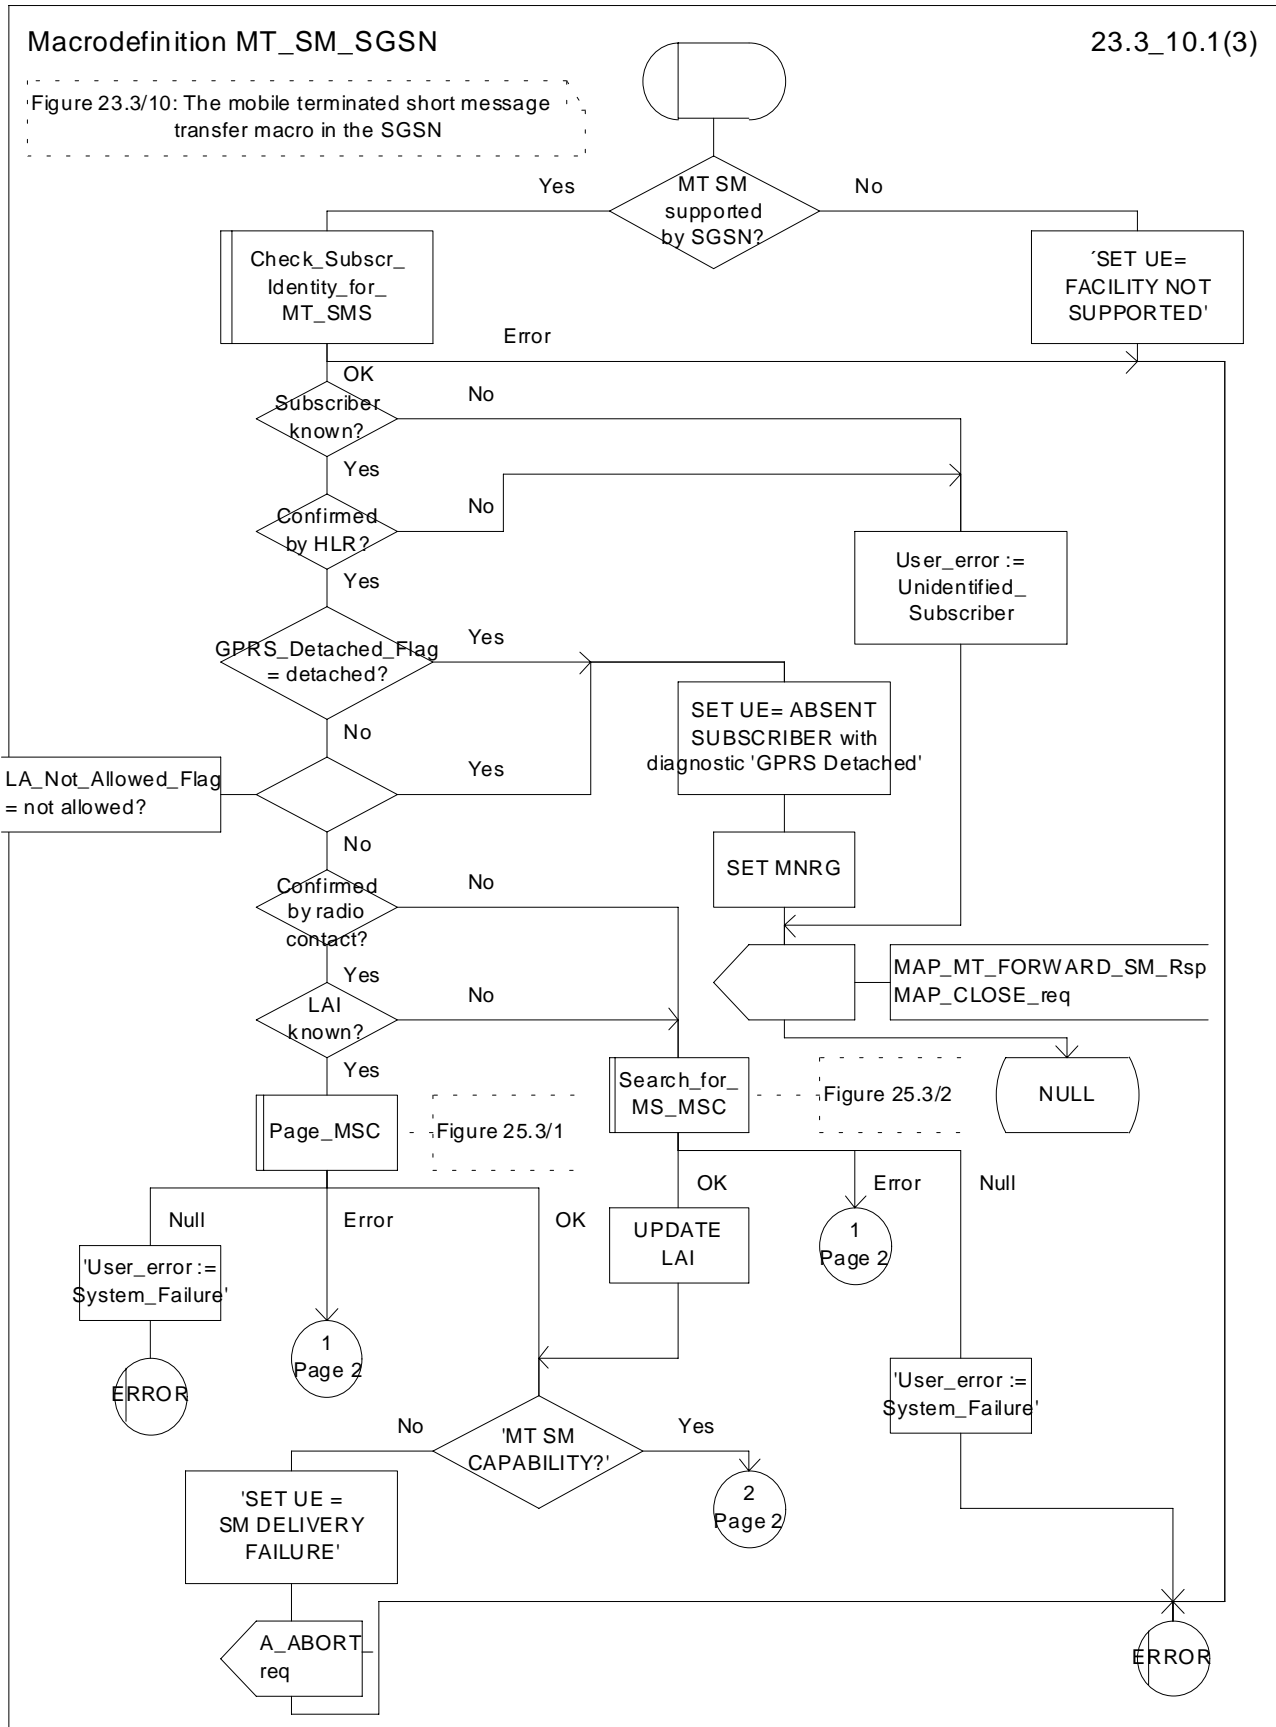 Macrodefinition MT_SM_SGSN
23.3_10.1(3)
Figure 23.3/10: The mobile terminated short message
transfer macro in the SGSN
Yes
MT SM
supported
by SGSN?
No
Check_Subscr_
Identity_for_
MT_SMS
´SET UE=
FACILITY NOT
SUPPORTED'
Error
OK
Subscriber
known?
No
Yes
Confirmed
by HLR?
No
Yes
User_error :=
Unidentified_
Subscriber
GPRS_Detached_Flag
= detached?
Yes
No
SET UE= ABSENT
SUBSCRIBER with
diagnostic 'GPRS Detached'
LA_Not_Allowed_Flag
= not allowed?
Yes
No
SET MNRG
Confirmed
by radio
contact?
No
Yes
MAP_MT_FORWARD_SM_Rsp
MAP_CLOSE_req
LAI
known?
No
Yes
Search_for_
MS_MSC
Figure 25.3/2
NULL
Page_MSC
Figure 25.3/1
OK
Error
Null
Null
Error
OK
UPDATE
LAI
1
Page 2
'User_error :=
System_Failure'
1
Page 2
ERROR
'User_error :=
System_Failure'
No
'MT SM
CAPABILITY?'
Yes
2
Page 2
'SET UE =
SM DELIVERY
FAILURE'
A_ABORT_
req
ERROR